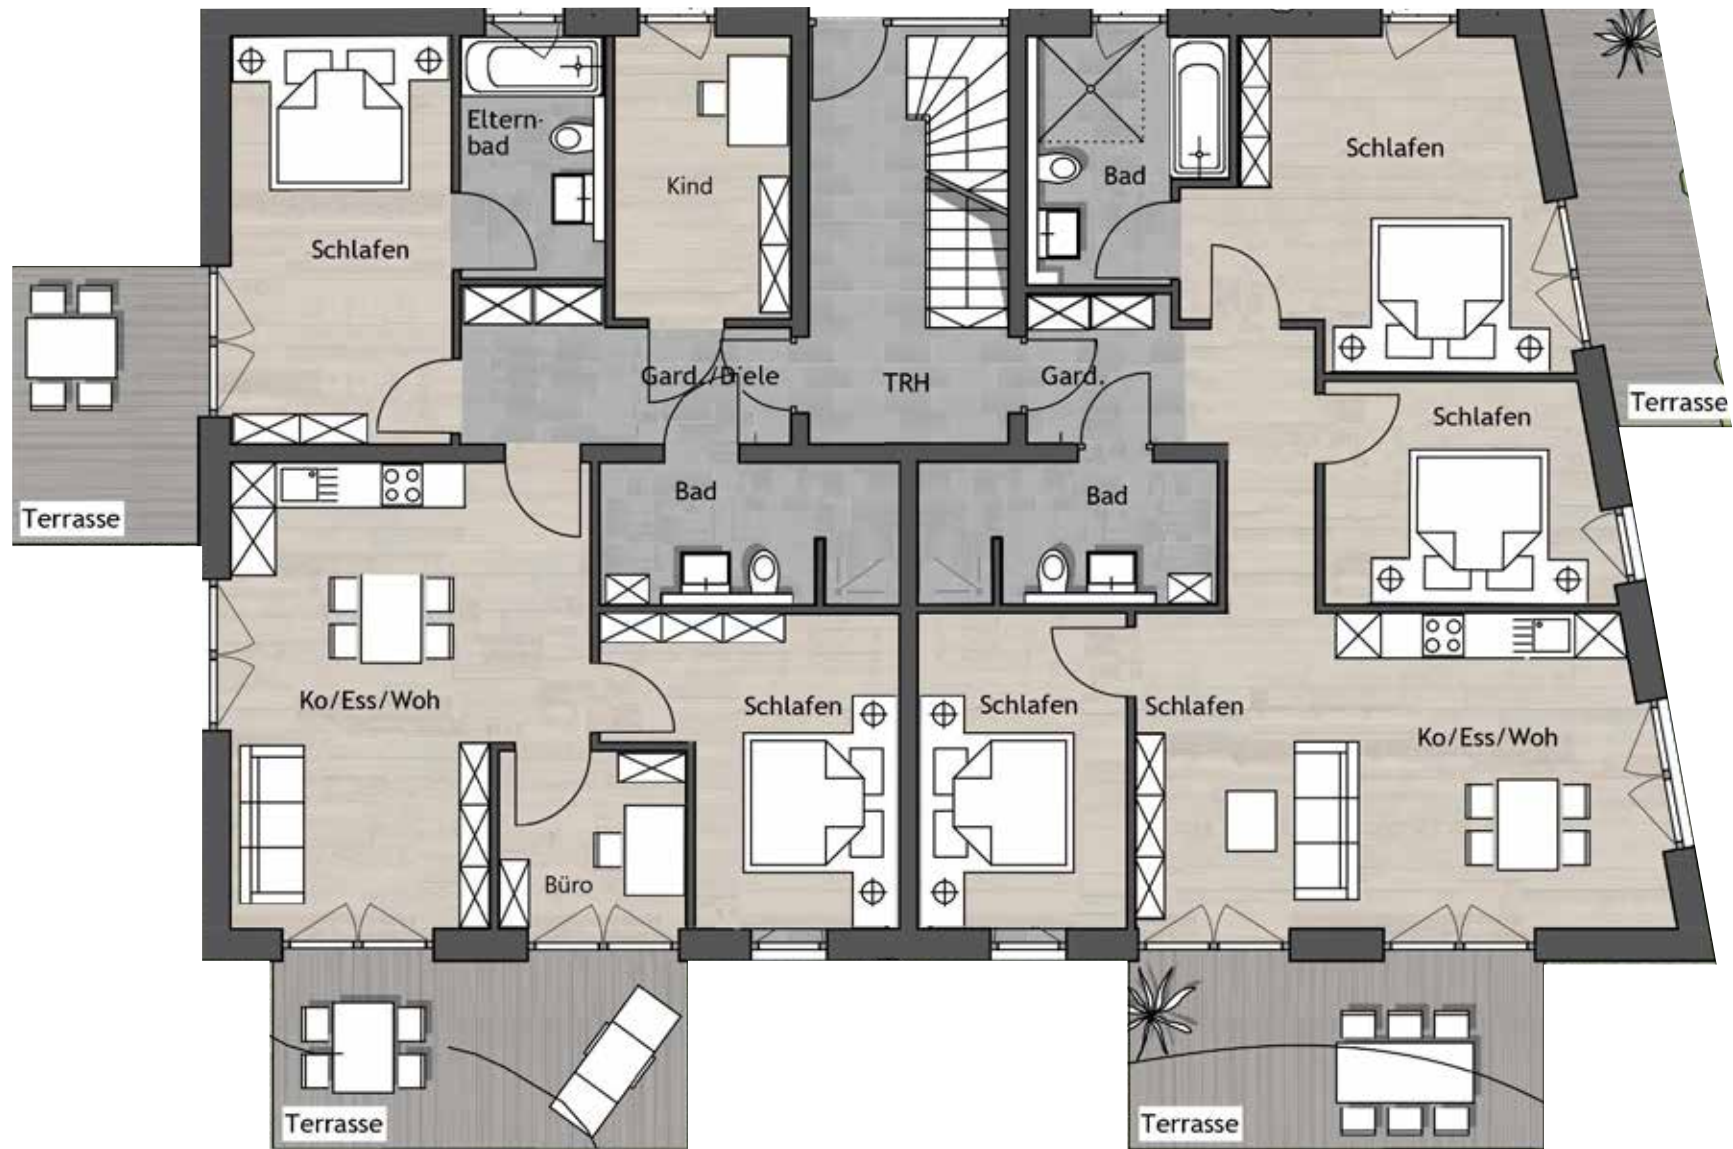 Eltern-
bad
Kind
Bad
Schlafen
Schlafen
Gard./Diele
TRH
Gard.
Terrasse
Schlafen
Terrasse
Bad
Bad
Ko/Ess/Woh
Schlafen
Schlafen
Schlafen
Ko/Ess/Woh
Büro
Terrasse
Terrasse